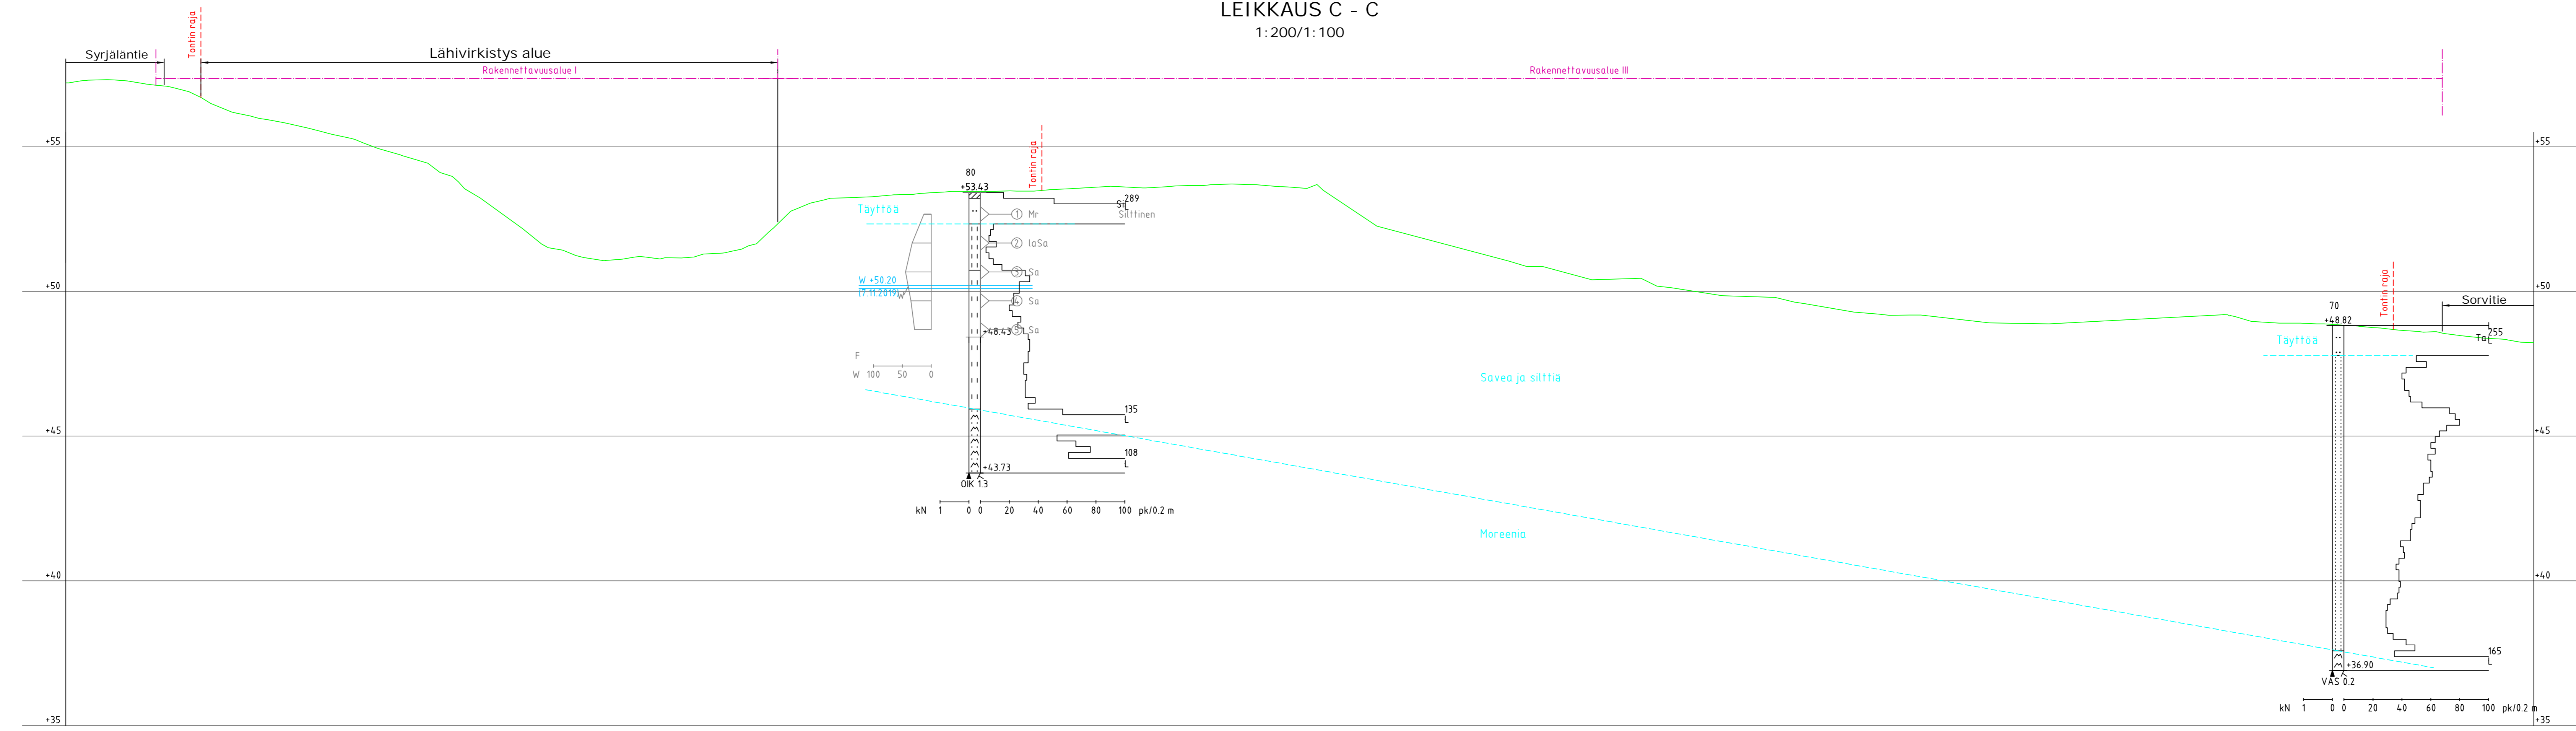 LEIKKAUS C - C
1:200/1:100
Tontin raja
Syrjäläntie
Lähivirkistys alue
Rakennettavuusalue I
Rakennettavuusalue III
+55
+55
Tontin raja
80
+53.43
289
L
Täyttöä
1 Mr
Silttinen
2 laSa
3 Sa
W +50.20
(7.11.2019)
W
4 Sa
+48.43
5 Sa
+50
+50
F
W 100 50 0
Tontin raja
Sorvitie
70
+48.82
255
Ta
L
Täyttöä
Savea ja silttiä
135
L
+45
+45
108
L
+43.73
OIK 1.3
kN 1 0 0 20 40 60 80 100 pk/0.2 m
Moreenia
+40
+40
165
L
+36.90
VAS 0.2
kN 1 0 0 20 40 60 80 100 pk/0.2 m
+35
+35